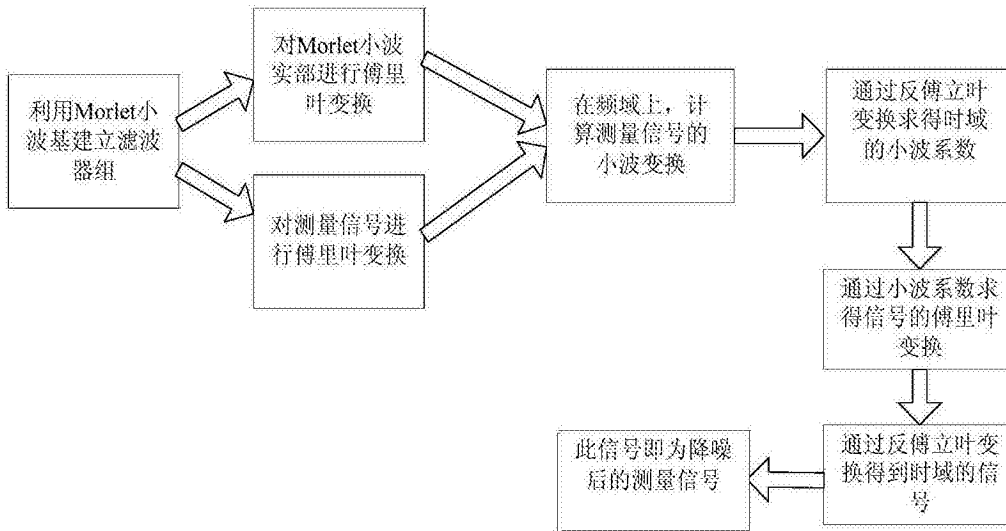 利用Morlet小
波基建立滤波
器组
对Morlet小波
实部进行傅里
叶变换
对测量信号进
行傅里叶变换
在频域上，计
算测量信号的
小波变换
通过反傅立叶
变换求得时域
的小波系数
通过小波系数求
得信号的傅里叶
变换
通过反傅立叶变
换得到时域的信
号
此信号即为降噪
后的测量信号